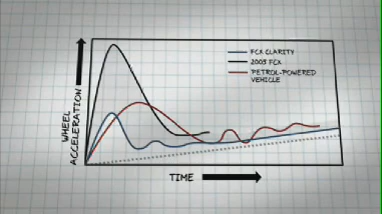 FCX CLARITY
2005 FCX
PETROL-POWERED
VEHICLE
WHEEL
ACCELERATION
TIME